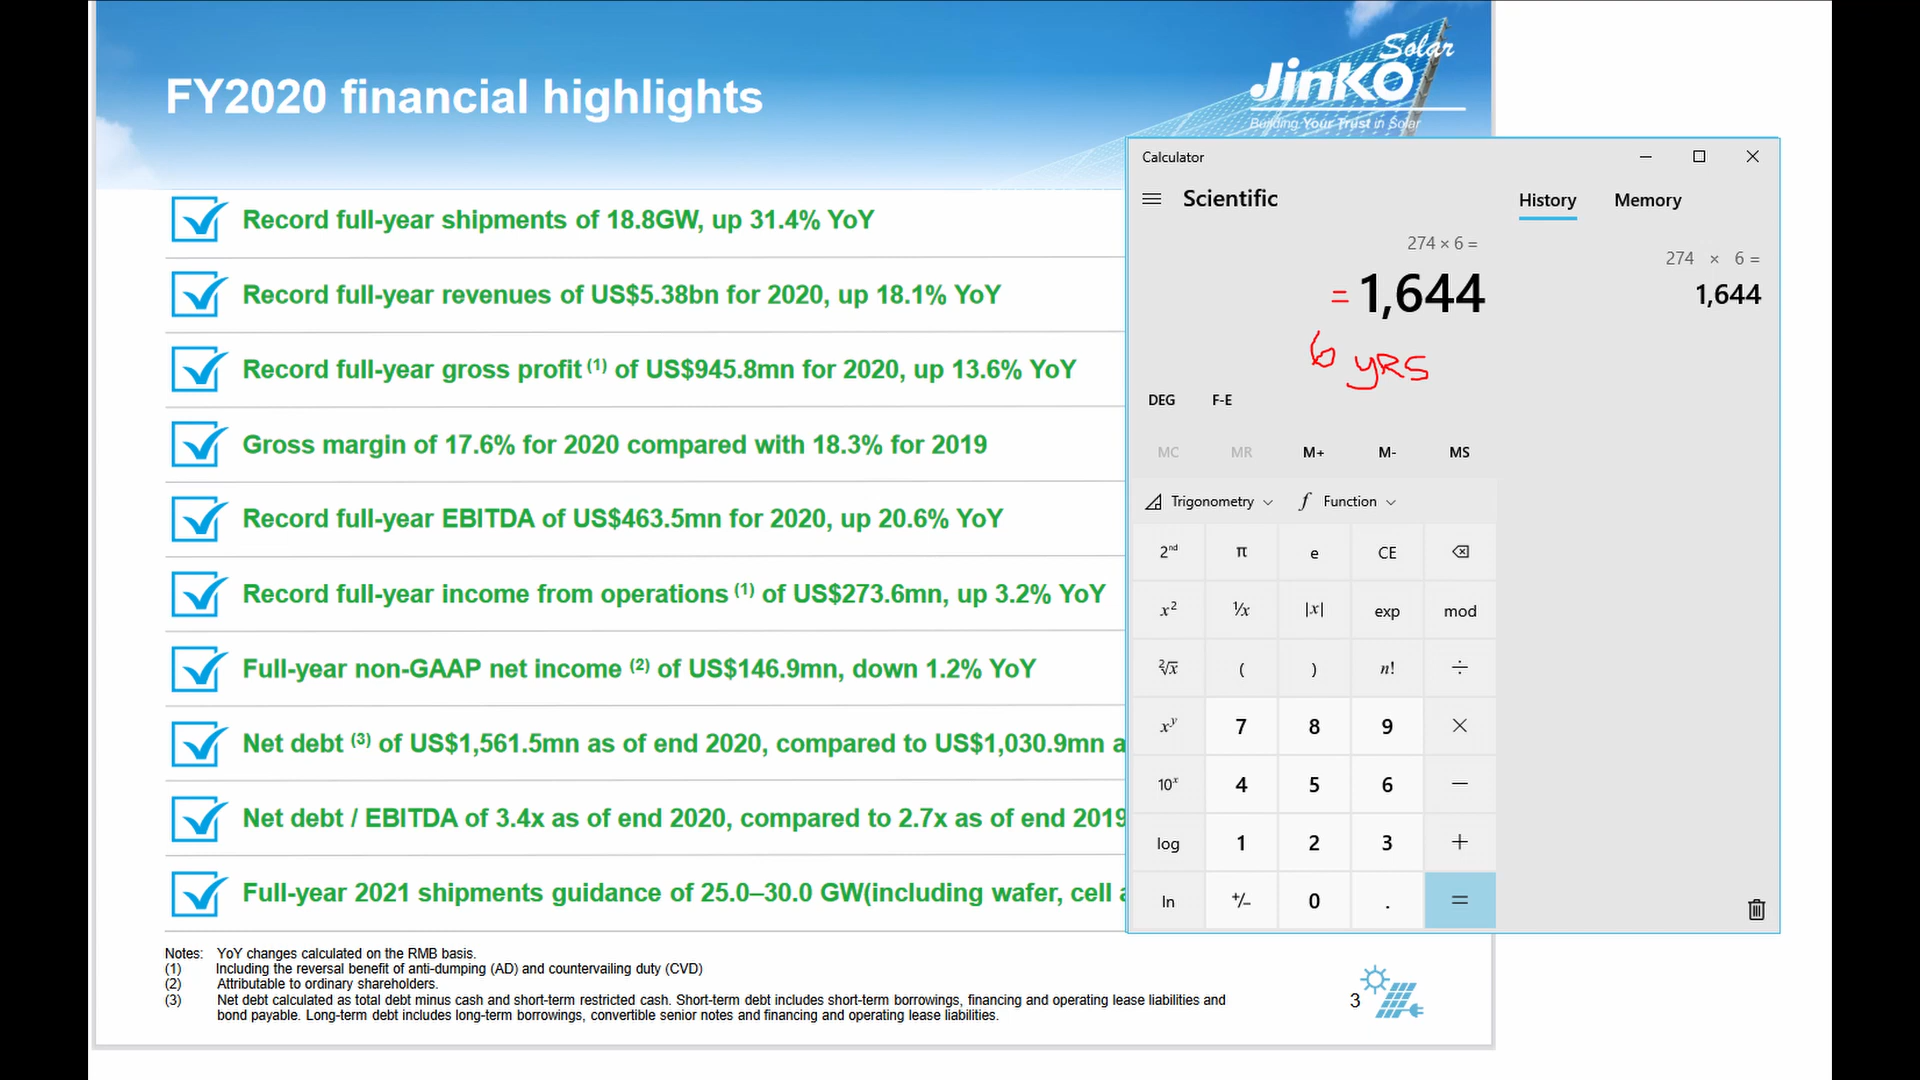 FY2020 financial highlights
Solar
JinKO
Building Your Trust in Solar
Record full-year shipments of 18.8GW, up 31.4% YoY
Record full-year revenues of US$5.38bn for 2020, up 18.1% YoY
Record full-year gross profit (1) of US$945.8mn for 2020, up 13.6% YoY
Gross margin of 17.6% for 2020 compared with 18.3% for 2019
Record full-year EBITDA of US$463.5mn for 2020, up 20.6% YoY
Record full-year income from operations (1) of US$273.6mn, up 3.2% YoY
Full-year non-GAAP net income (2) of US$146.9mn, down 1.2% YoY
Net debt (3) of US$1,561.5mn as of end 2020, compared to US$1,030.9mn a
Net debt / EBITDA of 3.4x as of end 2020, compared to 2.7x as of end 2019
Full-year 2021 shipments guidance of 25.0–30.0 GW(including wafer, cell a
Notes: YoY changes calculated on the RMB basis.
(1) Including the reversal benefit of anti-dumping (AD) and countervailing duty (CVD)
(2) Attributable to ordinary shareholders.
(3) Net debt calculated as total debt minus cash and short-term restricted cash. Short-term debt includes short-term borrowings, financing and operating lease liabilities and
bond payable. Long-term debt includes long-term borrowings, convertible senior notes and financing and operating lease liabilities.
3
Calculator
Scientific
History Memory
274 × 6 =
= 1,644
6 yrs
274 × 6 =
1,644
DEG F-E
MC MR M+ M- MS
Trigonometry f Function
2nd π e CE
x² ¹/x |x| exp mod
²√x ( ) n! ÷
xʸ 7 8 9 ×
10ˣ 4 5 6 −
log 1 2 3 +
ln +/− 0 . =